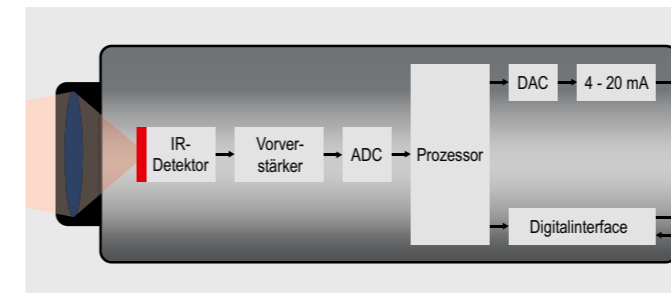 IR-
Detektor
Vorver-
stärker
ADC
Prozessor
DAC
4 - 20 mA
Digitalinterface